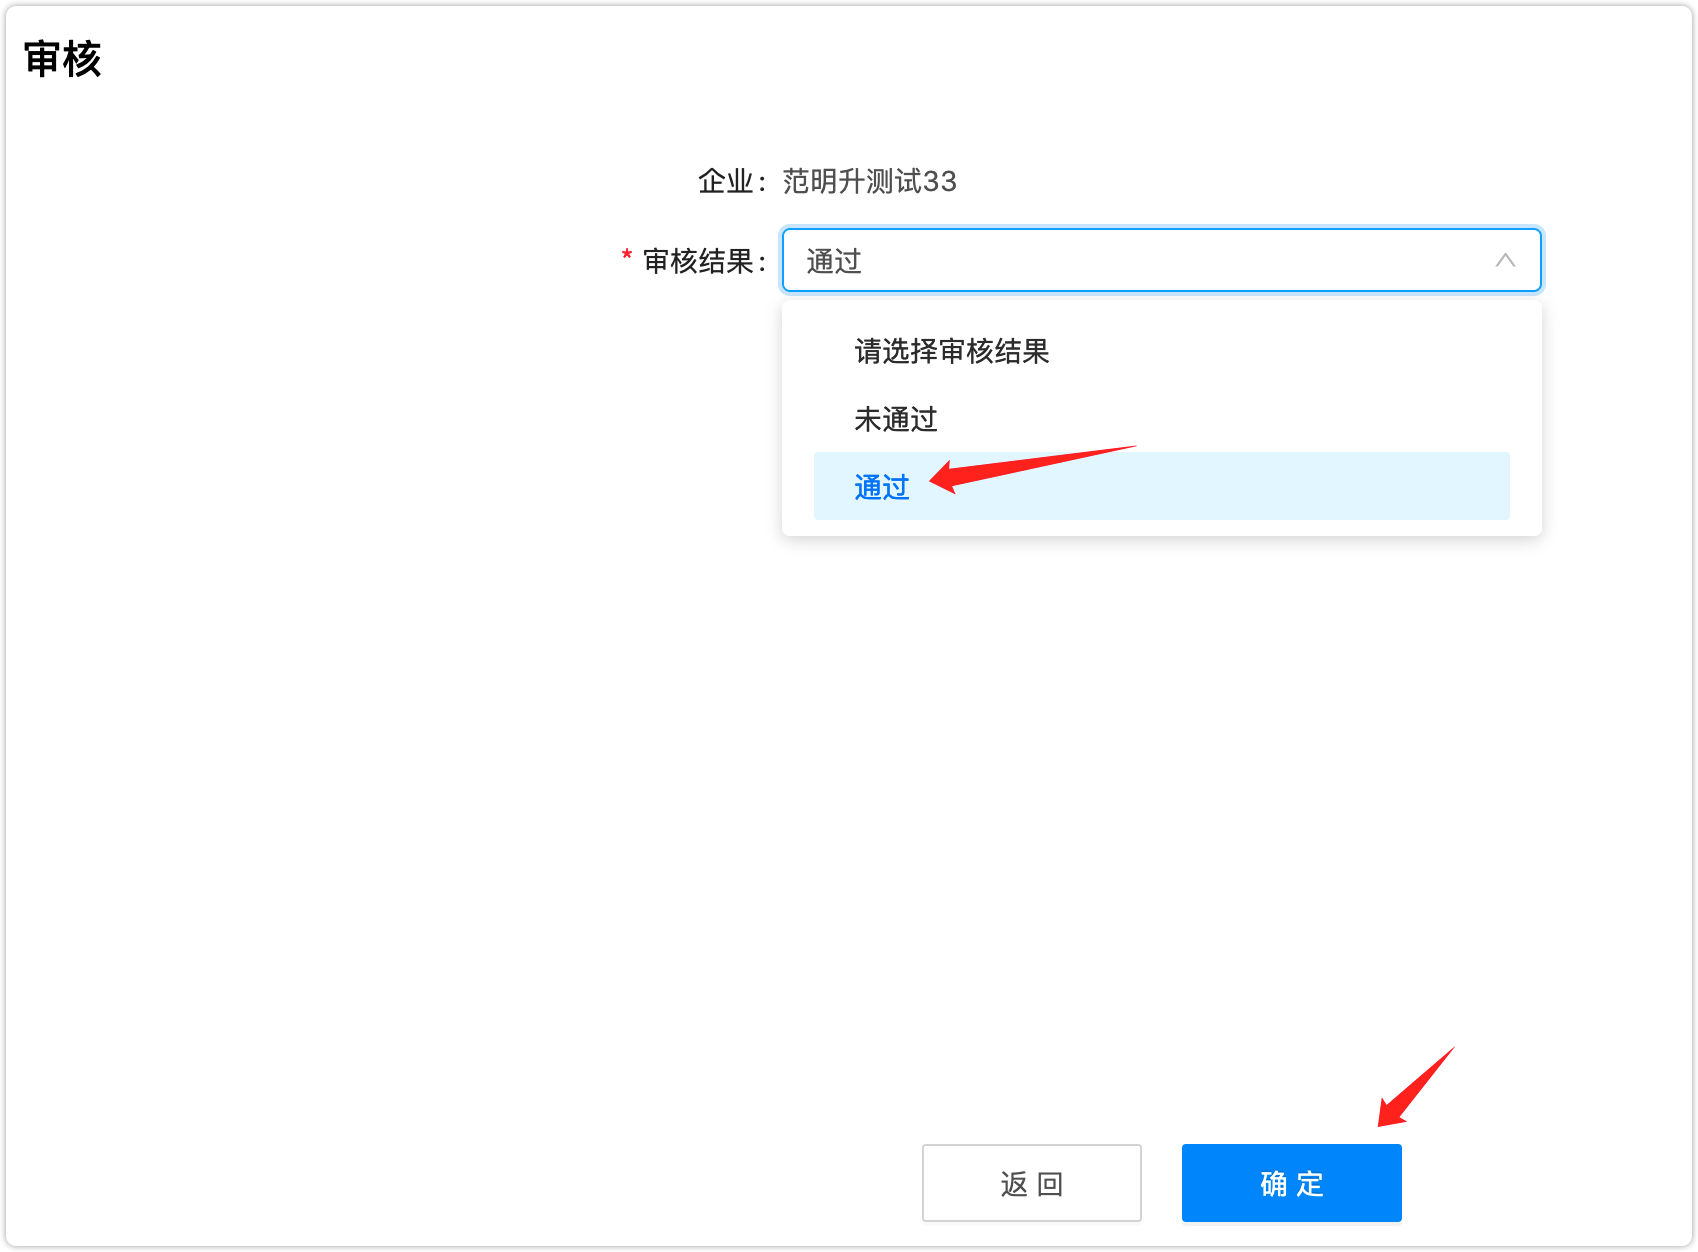 审核
企业： 范明升测试33
* 审核结果： 通过
请选择审核结果
未通过
通过
返 回 确 定